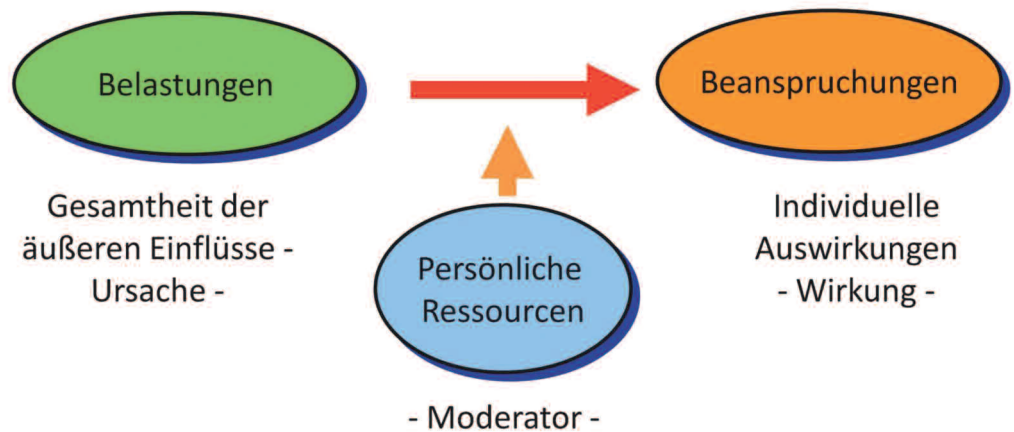 Belastungen
Beanspruchungen
Gesamtheit der
äußeren Einflüsse -
Ursache -
Individuelle
Auswirkungen
- Wirkung -
Persönliche
Ressourcen
- Moderator -